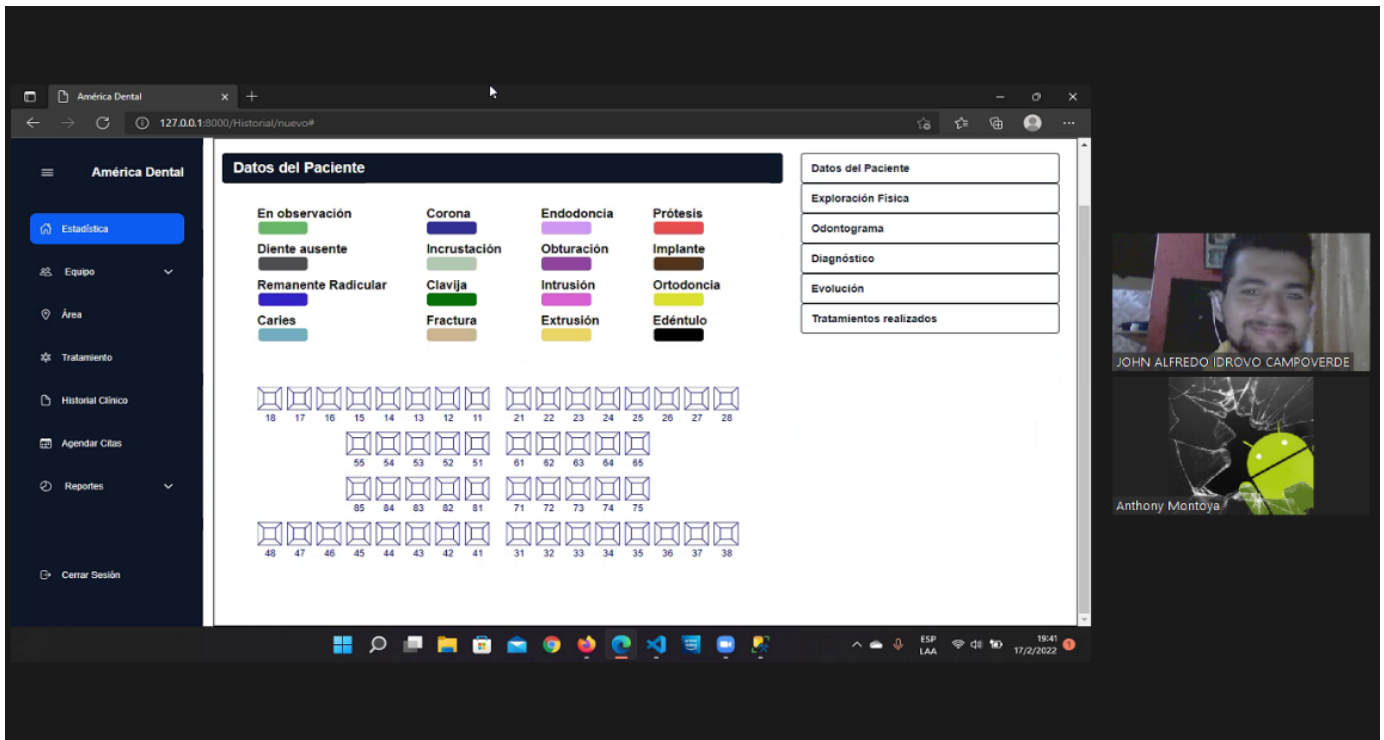 América Dental
127.0.0.1:8000/Historial/nuevo#
América Dental
Estadística
Equipo
Área
Tratamiento
Historial Clínico
Agendar Citas
Reportes
Cerrar Sesión
Datos del Paciente
En observación Corona Endodoncia Prótesis
Diente ausente Incrustación Obturación Implante
Remanente Radicular Clavija Intrusión Ortodoncia
Caries Fractura Extrusión Edéntulo
18 17 16 15 14 13 12 11 21 22 23 24 25 26 27 28
55 54 53 52 51 61 62 63 64 65
85 84 83 82 81 71 72 73 74 75
48 47 46 45 44 43 42 41 31 32 33 34 35 36 37 38
Datos del Paciente
Exploración Física
Odontograma
Diagnóstico
Evolución
Tratamientos realizados
JOHN ALFREDO IDROVO CAMPOVERDE
Anthony Montoya
ESP
LAA
19:41
17/2/2022
1